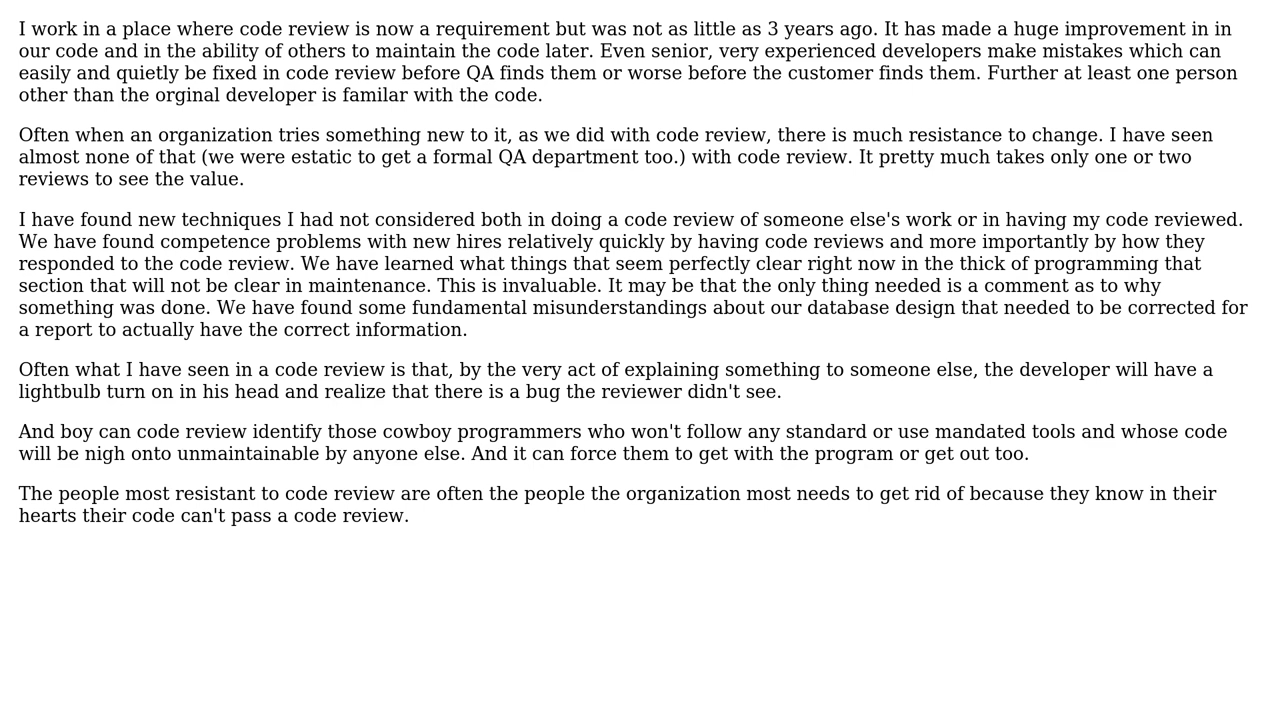 I work in a place where code review is now a requirement but was not as little as 3 years ago. It has made a huge improvement in in
our code and in the ability of others to maintain the code later. Even senior, very experienced developers make mistakes which can
easily and quietly be fixed in code review before QA finds them or worse before the customer finds them. Further at least one person
other than the orginal developer is familar with the code.
Often when an organization tries something new to it, as we did with code review, there is much resistance to change. I have seen
almost none of that (we were estatic to get a formal QA department too.) with code review. It pretty much takes only one or two
reviews to see the value.
I have found new techniques I had not considered both in doing a code review of someone else's work or in having my code reviewed.
We have found competence problems with new hires relatively quickly by having code reviews and more importantly by how they
responded to the code review. We have learned what things that seem perfectly clear right now in the thick of programming that
section that will not be clear in maintenance. This is invaluable. It may be that the only thing needed is a comment as to why
something was done. We have found some fundamental misunderstandings about our database design that needed to be corrected for
a report to actually have the correct information.
Often what I have seen in a code review is that, by the very act of explaining something to someone else, the developer will have a
lightbulb turn on in his head and realize that there is a bug the reviewer didn't see.
And boy can code review identify those cowboy programmers who won't follow any standard or use mandated tools and whose code
will be nigh onto unmaintainable by anyone else. And it can force them to get with the program or get out too.
The people most resistant to code review are often the people the organization most needs to get rid of because they know in their
hearts their code can't pass a code review.